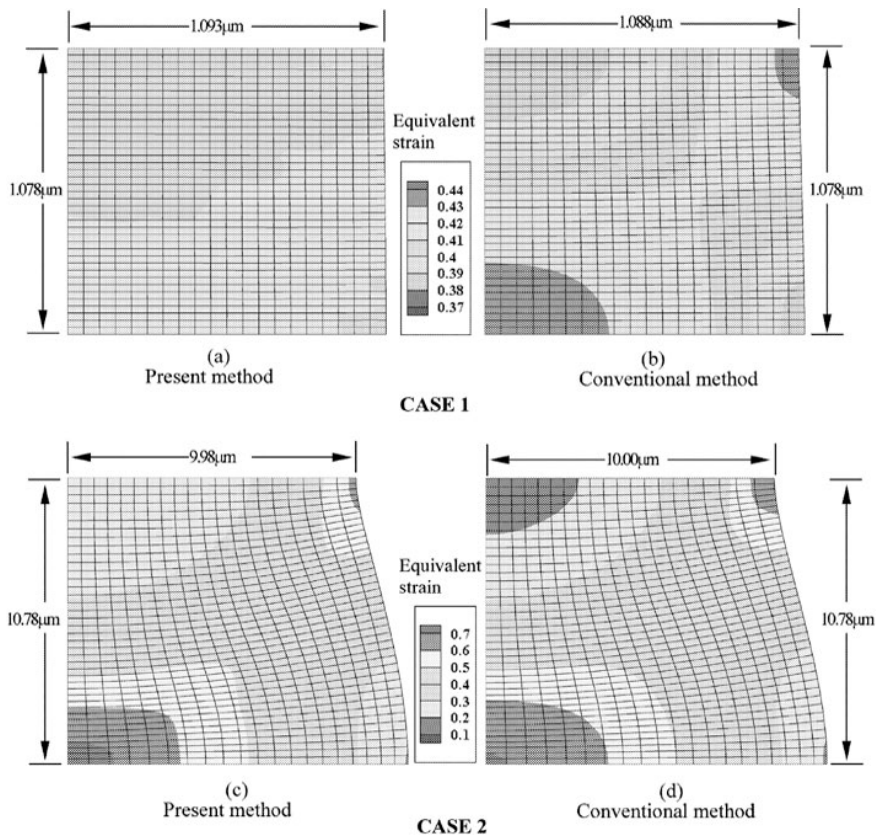 1.093μm
1.088μm
1.078μm
Equivalent
strain
0.44
0.43
0.42
0.41
0.4
0.39
0.38
0.37
1.078μm
(a)
Present method
(b)
Conventional method
CASE 1
9.98μm
10.00μm
10.78μm
Equivalent
strain
0.7
0.6
0.5
0.4
0.3
0.2
0.1
10.78μm
(c)
Present method
(d)
Conventional method
CASE 2